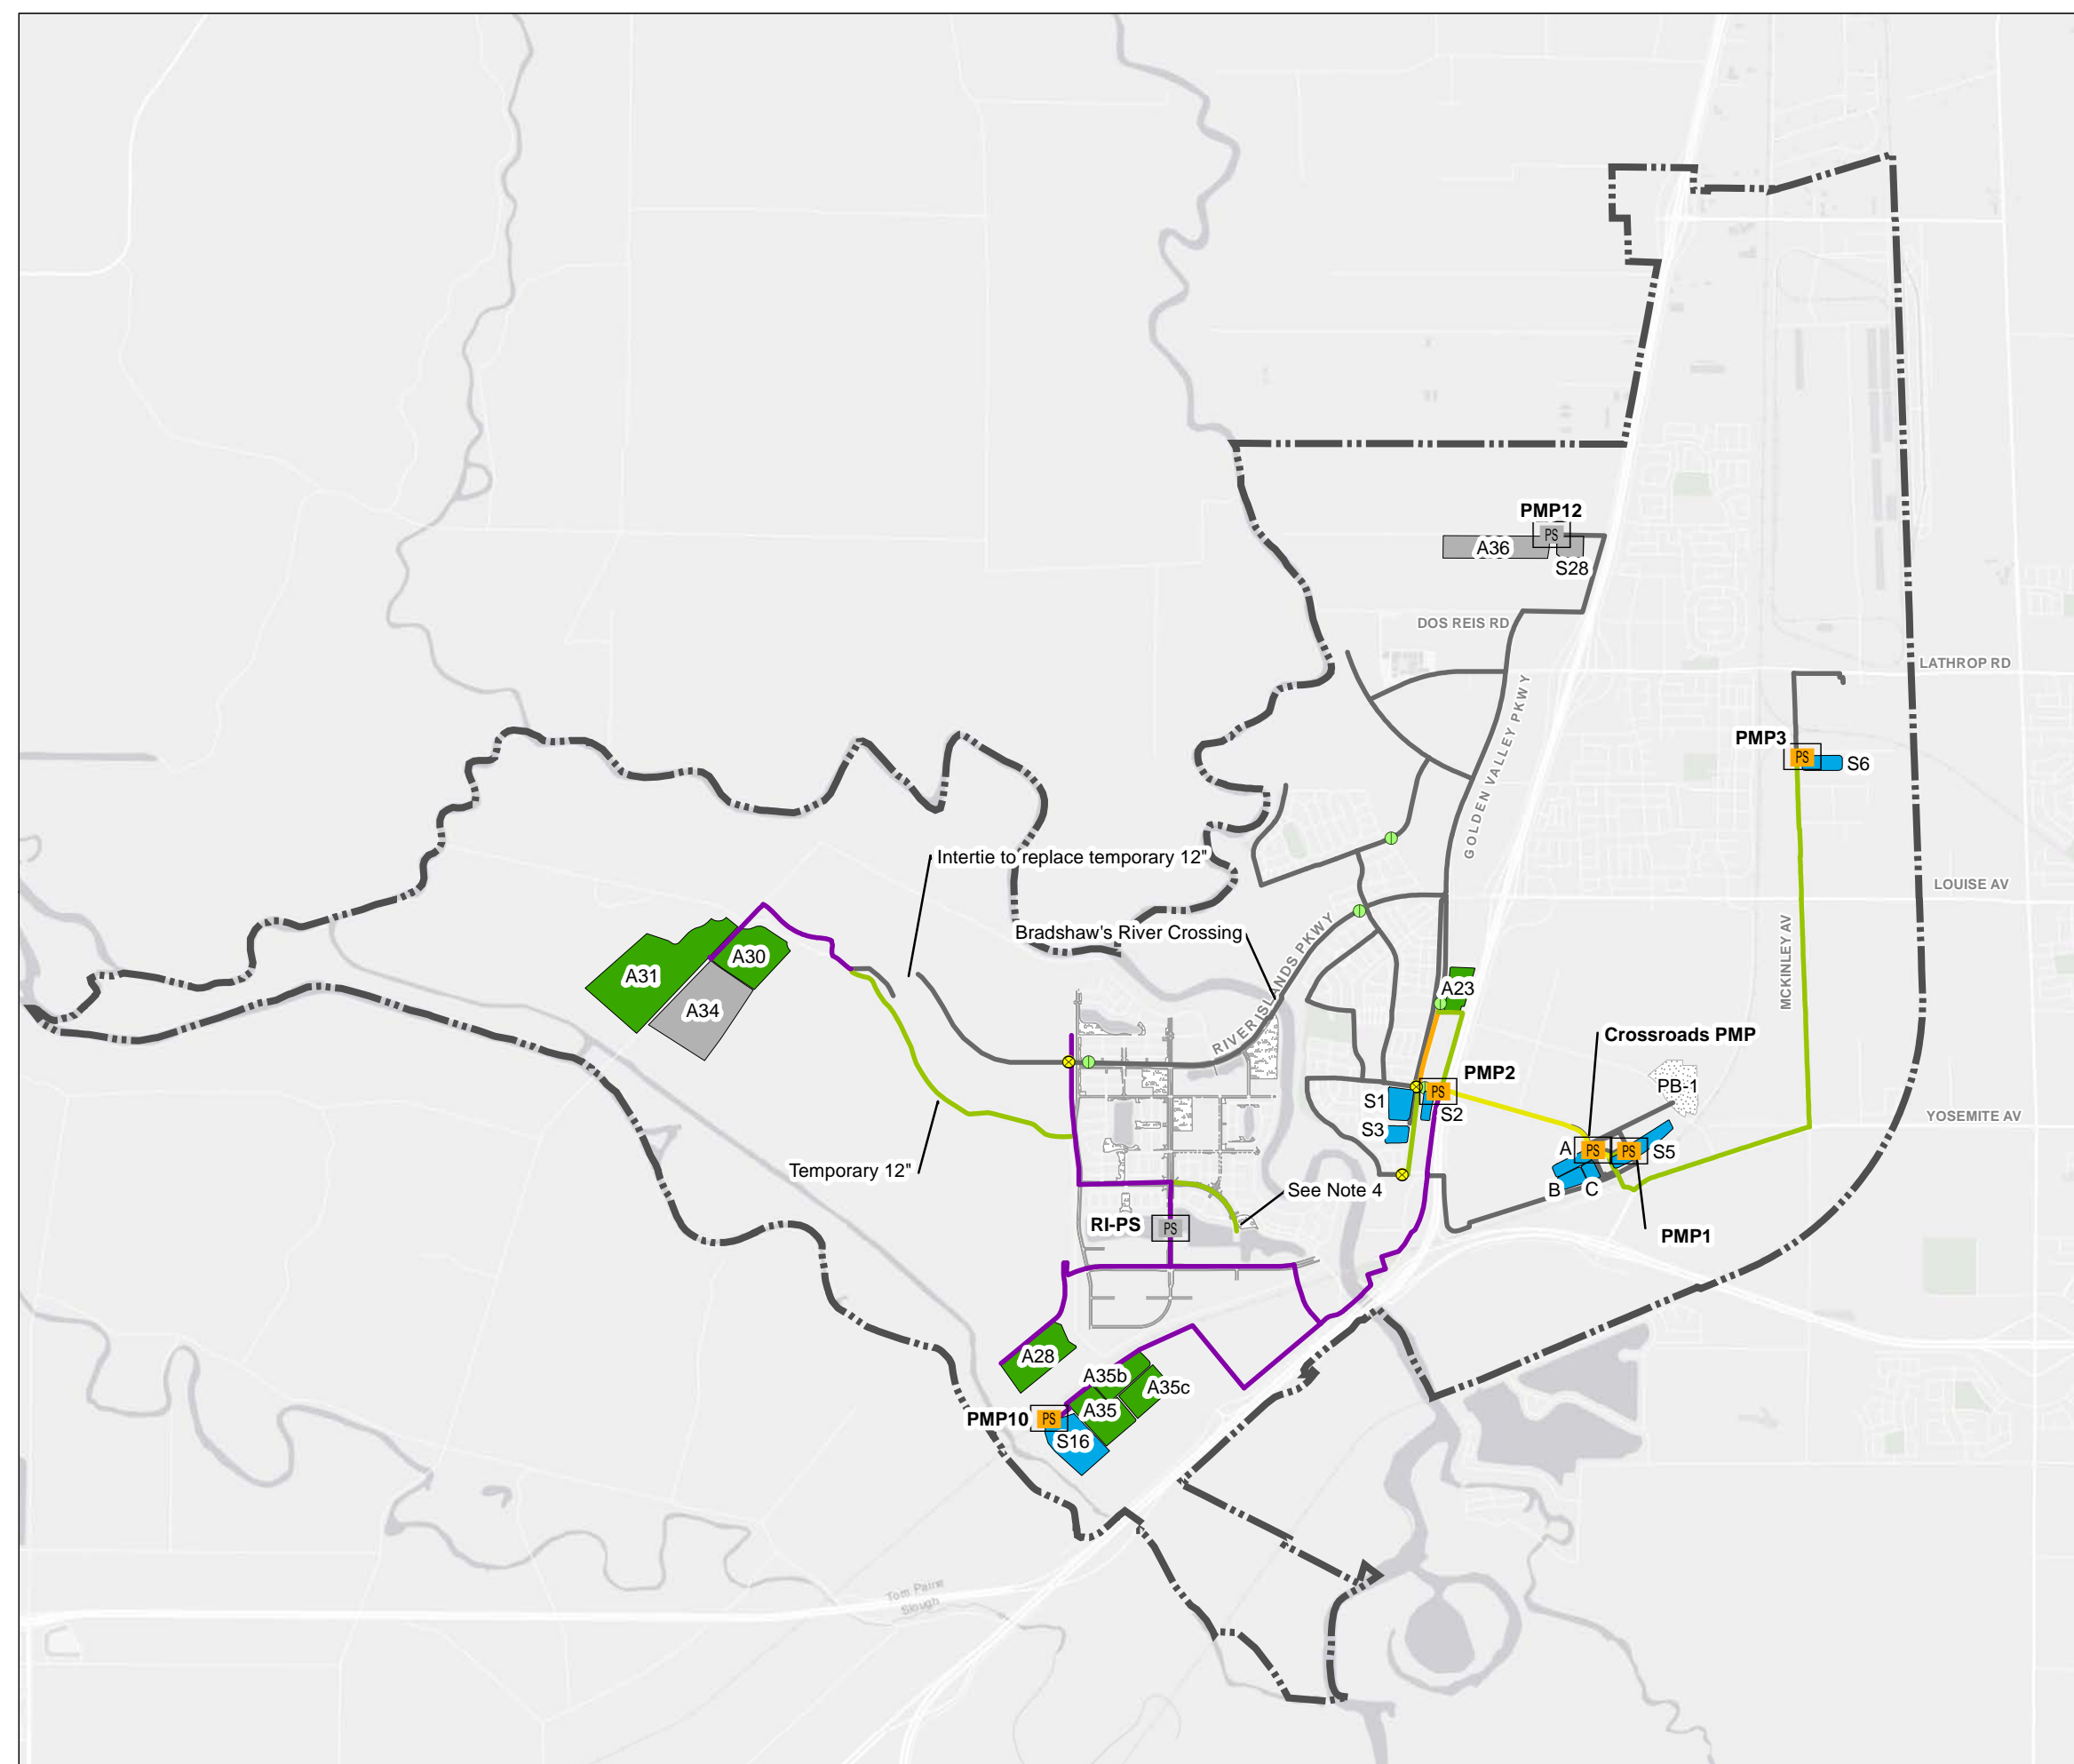 PMP12
PS
A36
S28
DOS REIS RD
LATHROP RD
GOLDEN VALLEY PKWY
PMP3
PS
S6
Intertie to replace temporary 12"
LOUISE AV
Bradshaw's River Crossing
RIVER ISLANDS PKWY
MCKINLEY AV
A31
A30
A34
A23
Crossroads PMP
PMP2
PS
PB-1
S1
S2
S3
YOSEMITE AV
A
PS
PS
S5
B
C
Temporary 12"
See Note 4
RI-PS
PS
PMP1
A28
A35b
A35c
A35
PMP10
PS
S16
Tom Paine
Slough